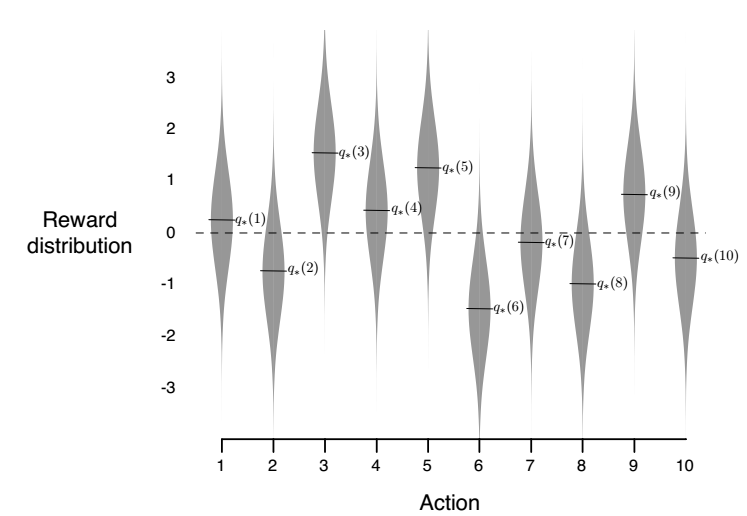 3
2
1
0
-1
-2
-3
Reward
distribution
q*(1)
q*(2)
q*(3)
q*(4)
q*(5)
q*(6)
q*(7)
q*(8)
q*(9)
q*(10)
1 2 3 4 5 6 7 8 9 10
Action